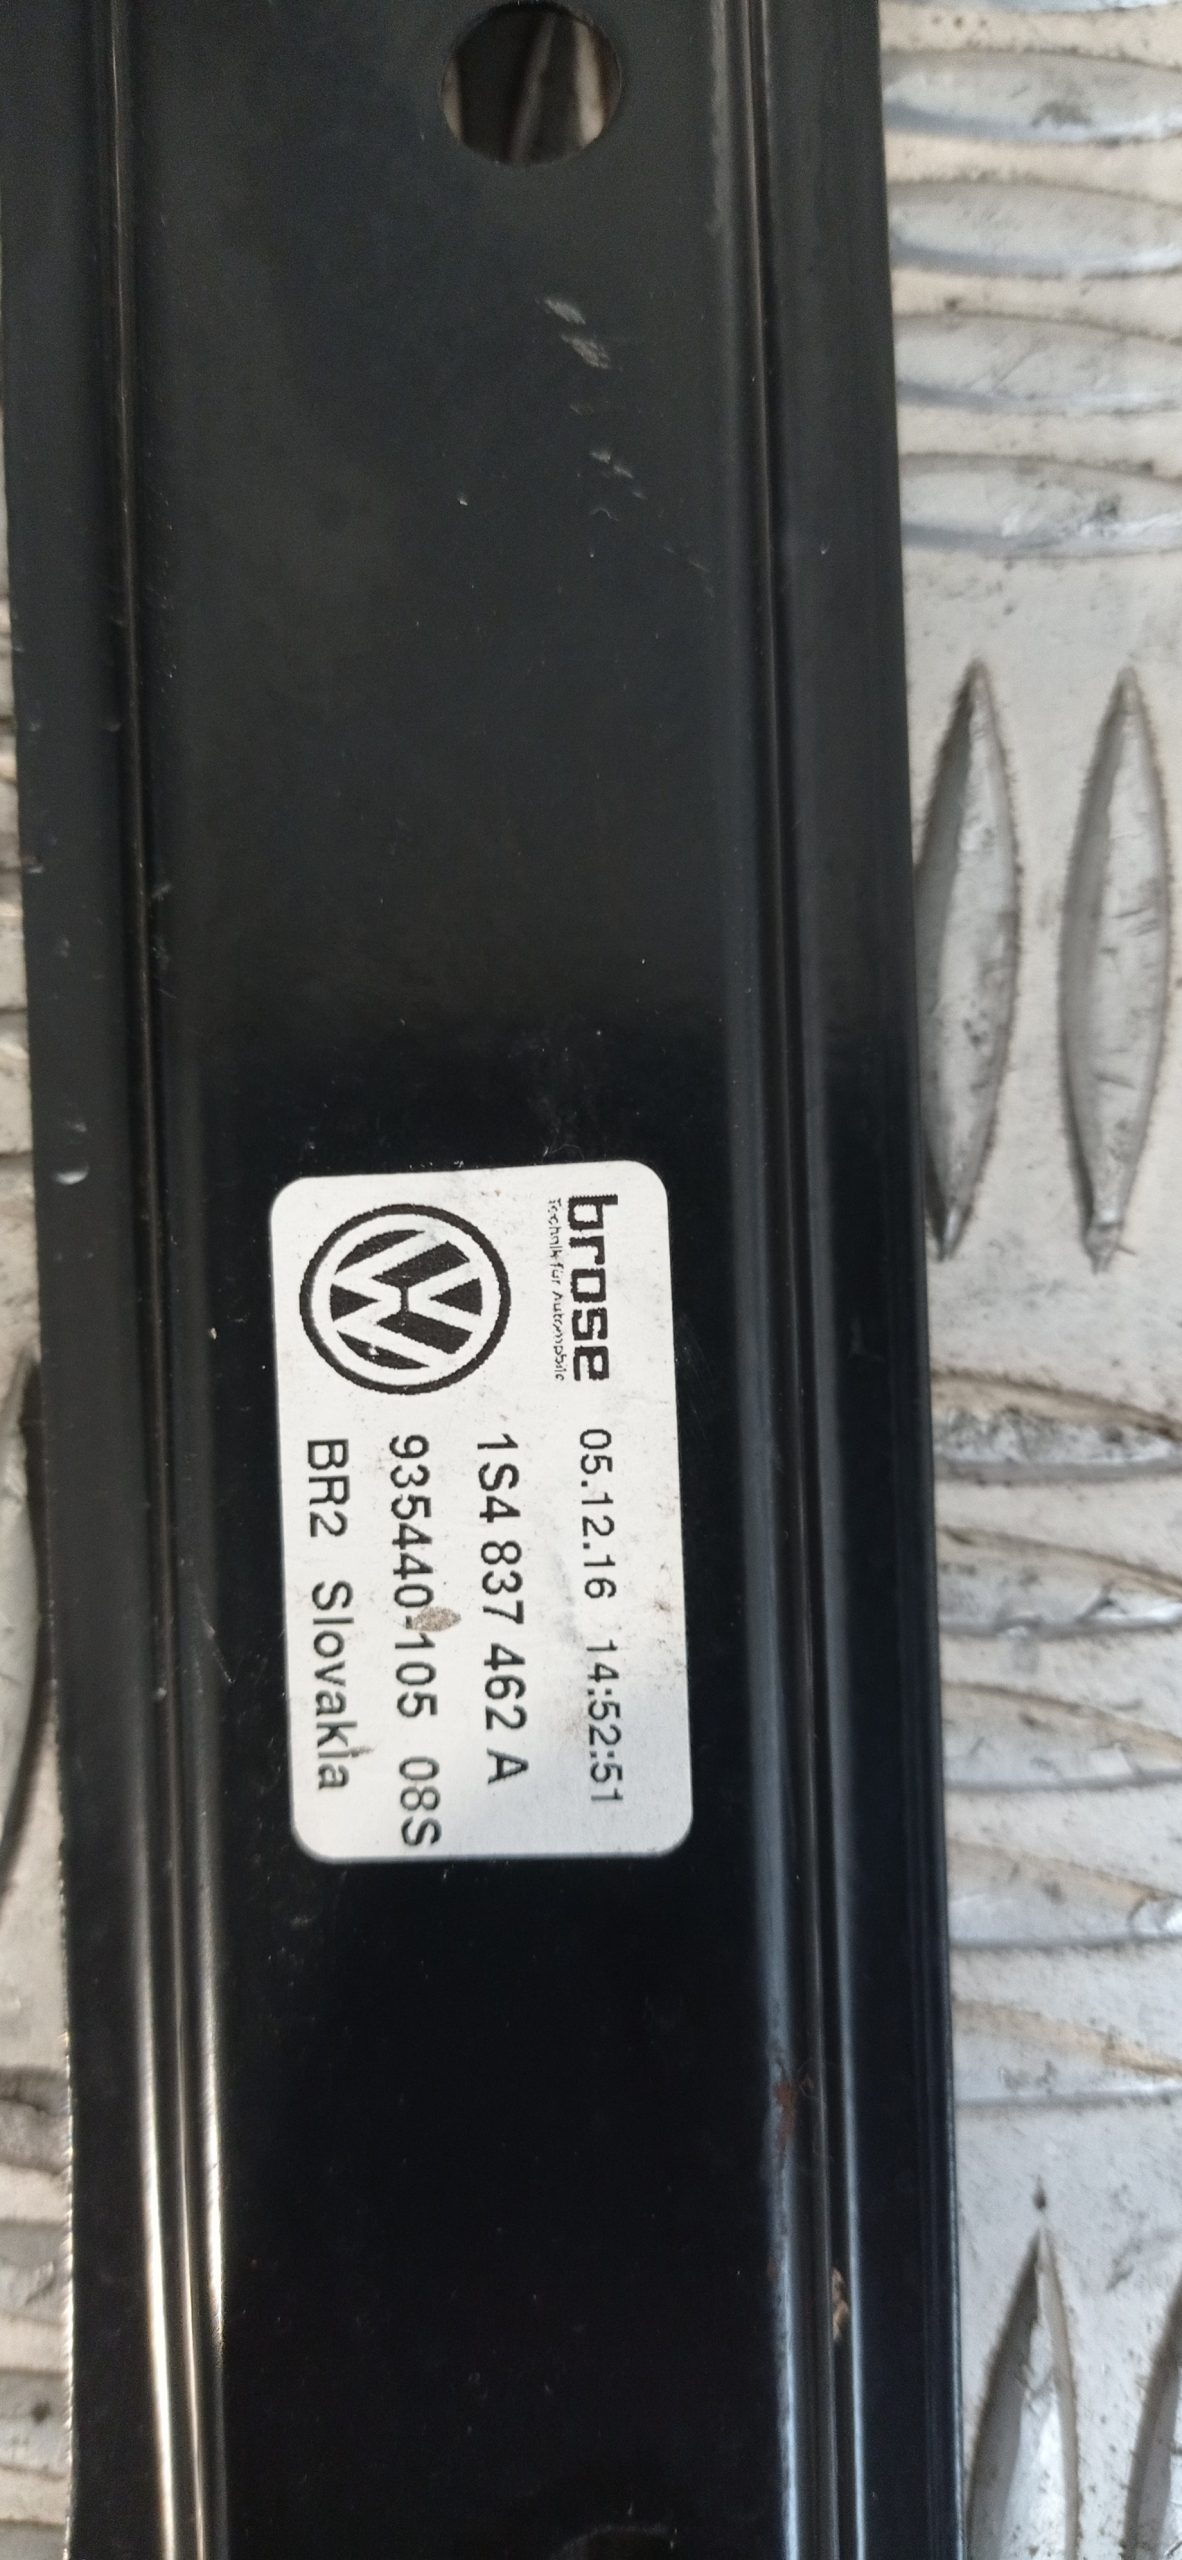 brose 05.12.16 14:52:51
Technik für Automobile
1S4 837 462 A
935440-105 08S
BR2 Slovakia